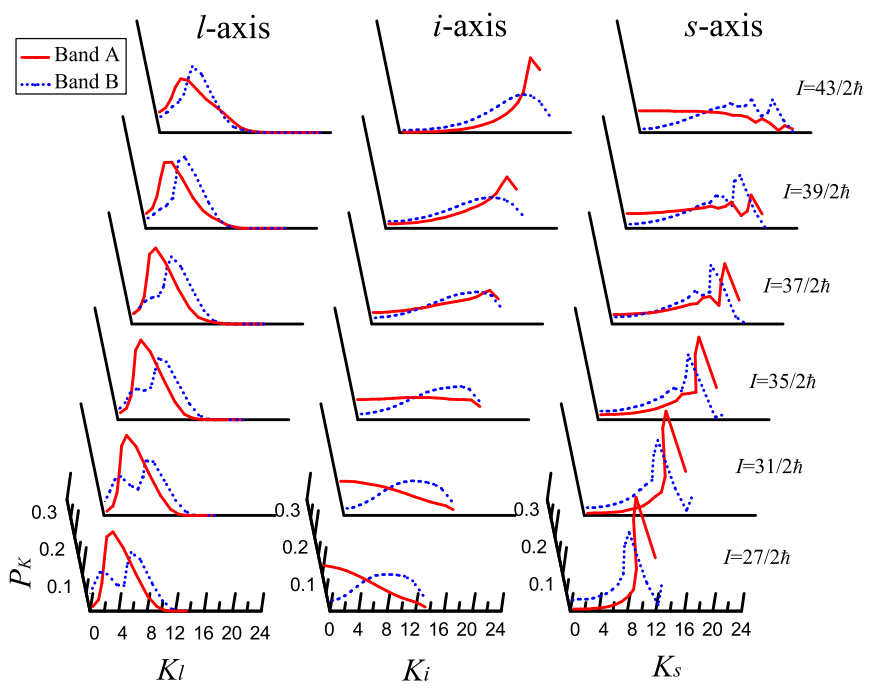 l-axis i-axis s-axis
Band A
Band B
I=43/2ħ
I=39/2ħ
I=37/2ħ
I=35/2ħ
I=31/2ħ
I=27/2ħ
0.3 0.3 0.3
0.2 0.2 0.2
0.1 0.1 0.1
P_K
0 4 8 12 16 20 24 0 4 8 12 16 20 24 0 4 8 12 16 20 24
K_l K_i K_s